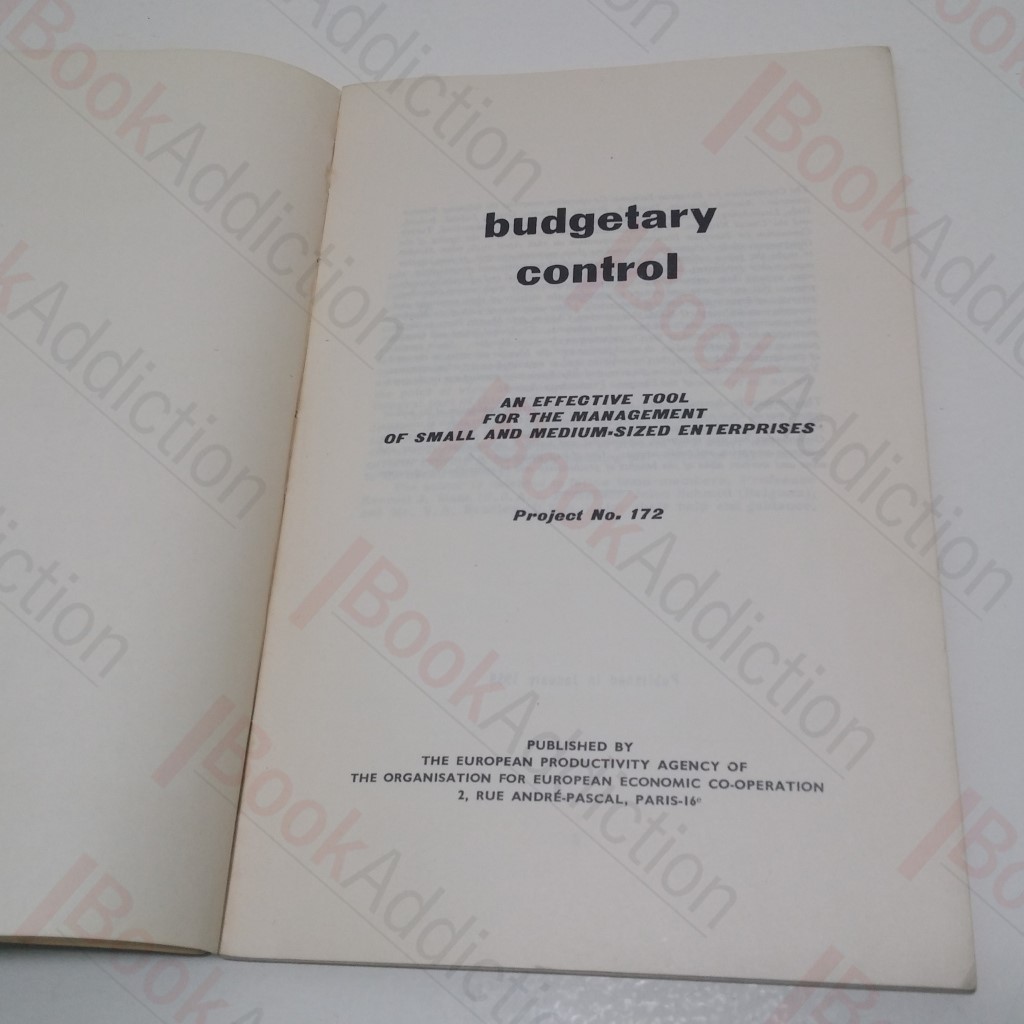 budgetary
control
AN EFFECTIVE TOOL
FOR THE MANAGEMENT
OF SMALL AND MEDIUM-SIZED ENTERPRISES
Project No. 172
PUBLISHED BY
THE EUROPEAN PRODUCTIVITY AGENCY OF
THE ORGANISATION FOR EUROPEAN ECONOMIC CO-OPERATION
2, RUE ANDRÉ-PASCAL, PARIS-16e
BookAddiction